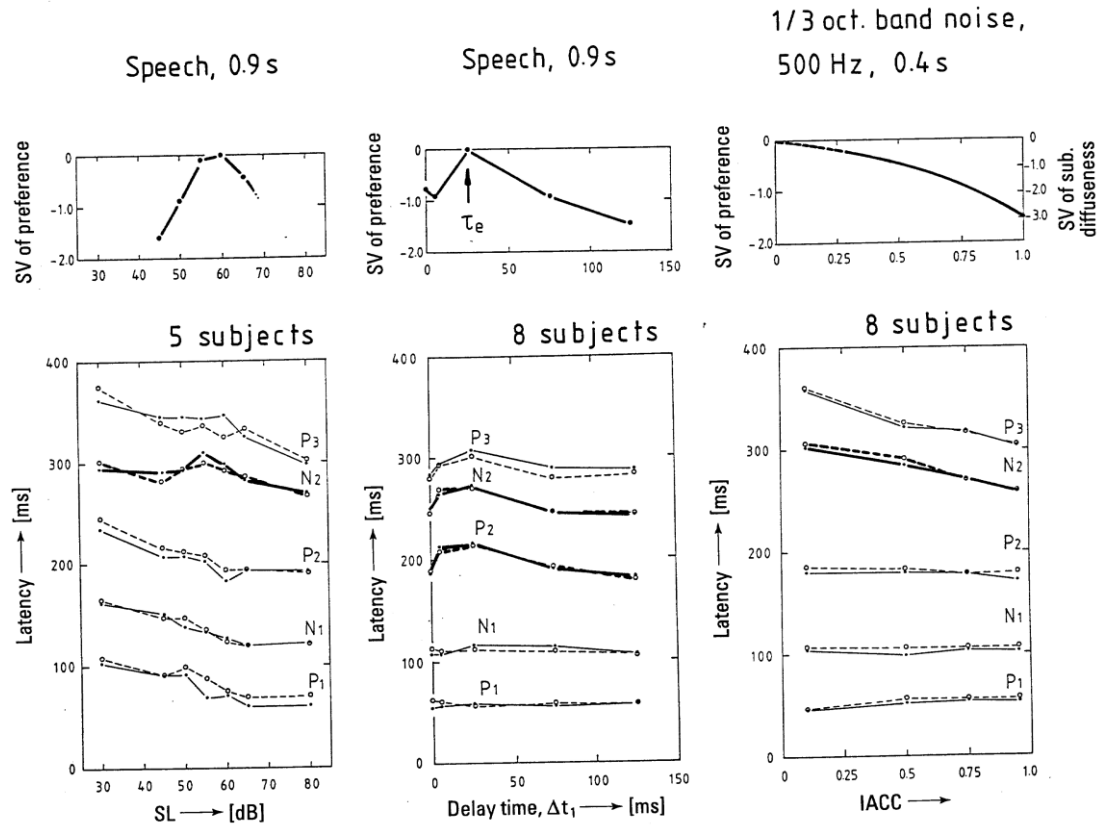 Speech, 0.9 s
Speech, 0.9 s
1/3 oct. band noise,
500 Hz, 0.4 s
SV of preference
0
-1.0
-2.0
30 40 50 60 70 80
SV of preference
0
-1.0
-2.0
τe
0 50 100 150
SV of preference
0
-1.0
-2.0
0 0.25 0.5 0.75 1.0
0
-1.0
-2.0
-3.0
SV of sub.
diffuseness
5 subjects
Latency → [ms]
400
300
200
100
0
P3
N2
P2
N1
P1
30 40 50 60 70 80
SL → [dB]
8 subjects
Latency → [ms]
400
300
200
100
0
P3
N2
P2
N1
P1
0 50 100 150
Delay time, Δt1 → [ms]
8 subjects
Latency → [ms]
400
300
200
100
0
P3
N2
P2
N1
P1
0 0.25 0.5 0.75 1.0
IACC →